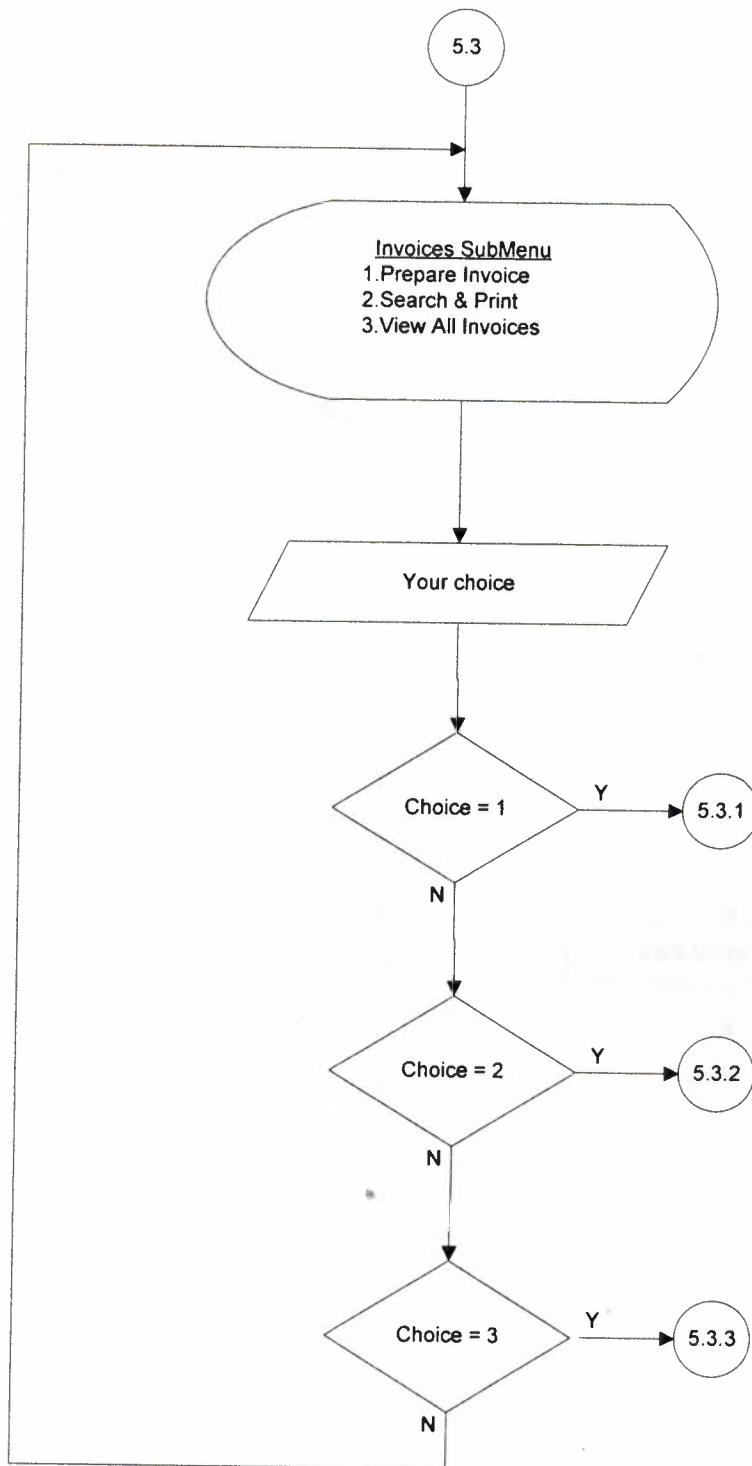 5.3
Invoices SubMenu
1.Prepare Invoice
2.Search & Print
3.View All Invoices
Your choice
Choice = 1
Y
5.3.1
N
Choice = 2
Y
5.3.2
N
Choice = 3
Y
5.3.3
N